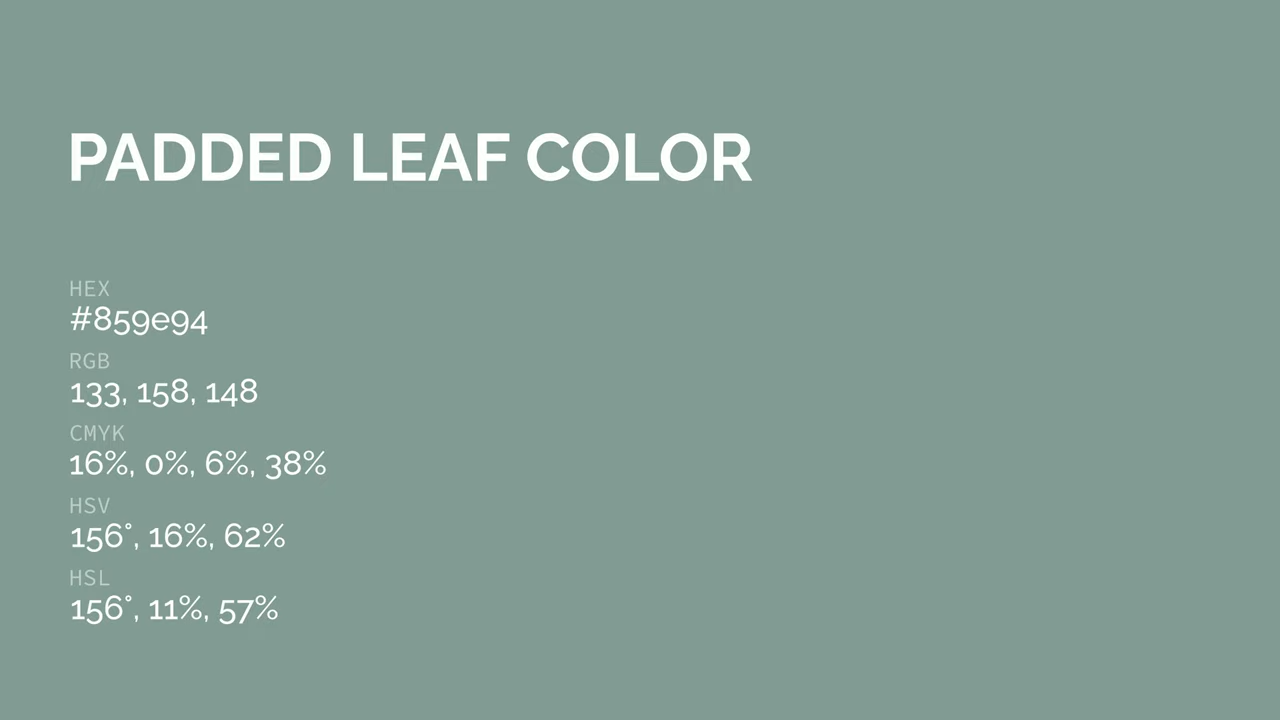 PADDED LEAF COLOR
HEX
#859e94
RGB
133, 158, 148
CMYK
16%, 0%, 6%, 38%
HSV
156°, 16%, 62%
HSL
156°, 11%, 57%